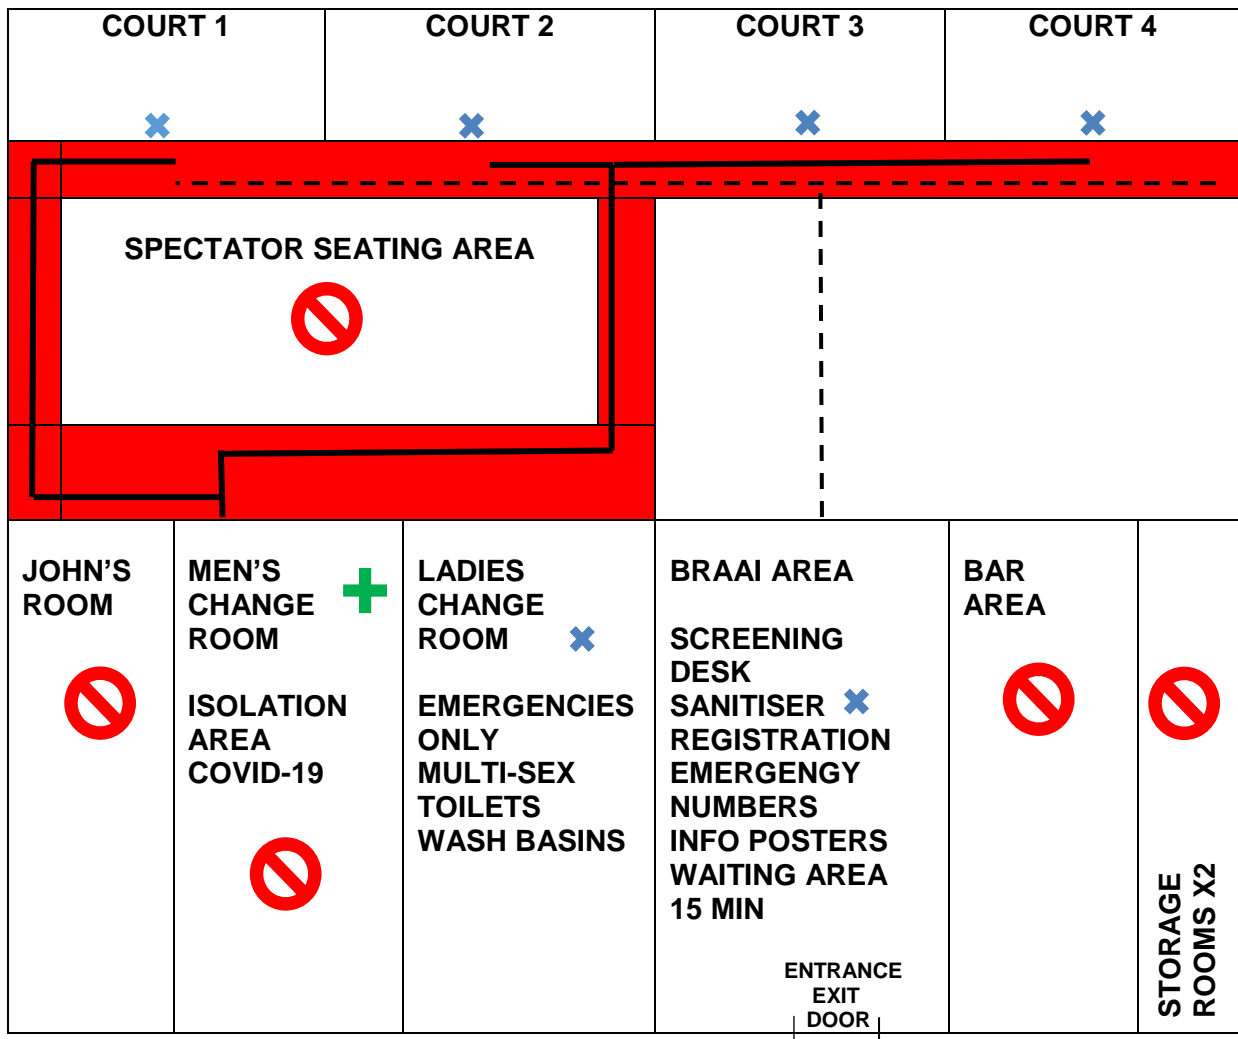 COURT 1
COURT 2
COURT 3
COURT 4
SPECTATOR SEATING AREA
JOHN'S
ROOM
MEN'S
CHANGE
ROOM
ISOLATION
AREA
COVID-19
LADIES
CHANGE
ROOM
EMERGENCIES
ONLY
MULTI-SEX
TOILETS
WASH BASINS
BRAAI AREA
SCREENING
DESK
SANITISER
REGISTRATION
EMERGENGY
NUMBERS
INFO POSTERS
WAITING AREA
15 MIN
ENTRANCE
EXIT
DOOR
BAR
AREA
STORAGE
ROOMS X2